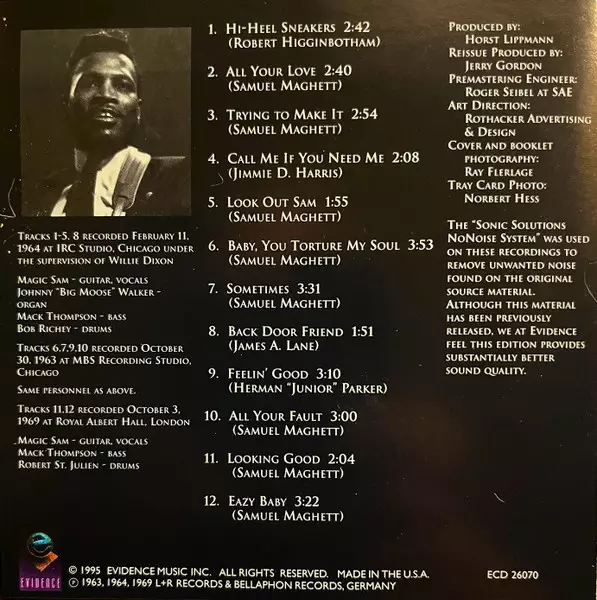 1. Hi-Heel Sneakers 2:42
(Robert Higginbotham)
2. All Your Love 2:40
(Samuel Maghett)
3. Trying to Make It 2:54
(Samuel Maghett)
4. Call Me If You Need Me 2:08
(Jimmie D. Harris)
5. Look Out Sam 1:55
(Samuel Maghett)
6. Baby, You Torture My Soul 3:53
(Samuel Maghett)
7. Sometimes 3:31
(Samuel Maghett)
8. Back Door Friend 1:51
(James A. Lane)
9. Feelin' Good 3:10
(Herman "Junior" Parker)
10. All Your Fault 3:00
(Samuel Maghett)
11. Looking Good 2:04
(Samuel Maghett)
12. Eazy Baby 3:22
(Samuel Maghett)
Tracks 1-5, 8 recorded February 11,
1964 at IRC Studio, Chicago under
the supervision of Willie Dixon
Magic Sam - guitar, vocals
Johnny "Big Moose" Walker -
organ
Mack Thompson - bass
Bob Richey - drums
Tracks 6,7,9,10 recorded October
30, 1963 at MBS Recording Studio,
Chicago
Same personnel as above.
Tracks 11,12 recorded October 3,
1969 at Royal Albert Hall, London
Magic Sam - guitar, vocals
Mack Thompson - bass
Robert St. Julien - drums
Produced by:
Horst Lippmann
Reissue Produced by:
Jerry Gordon
Premastering Engineer:
Roger Seibel at SAE
Art Direction:
Rothacker Advertising
& Design
Cover and booklet
photography:
Ray Flerlage
Tray Card Photo:
Norbert Hess
The "Sonic Solutions
NoNoise System" was used
on these recordings to
remove unwanted noise
found on the original
source material.
Although this material
has been previously
released, we at Evidence
feel this edition provides
substantially better
sound quality.
EVIDENCE
© 1995 EVIDENCE MUSIC INC. ALL RIGHTS RESERVED. MADE IN THE U.S.A.
℗ 1963, 1964, 1969 L+R RECORDS & BELLAPHON RECORDS, GERMANY
ECD 26070